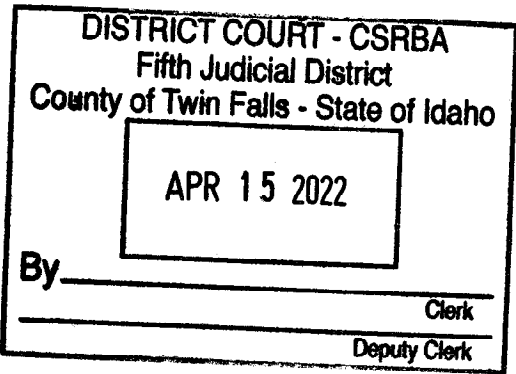 DISTRICT COURT - CSRBA
Fifth Judicial District
County of Twin Falls - State of Idaho
APR 15 2022
By
Clerk
Deputy Clerk